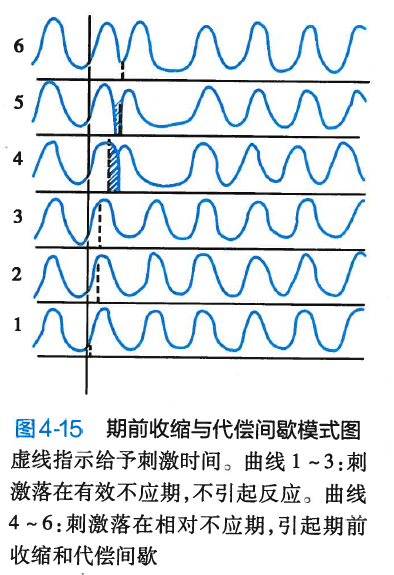 6
5
4
3
2
1
图4-15 期前收缩与代偿间歇模式图
虚线指示给予刺激时间。曲线1~3:刺
激落在有效不应期,不引起反应。曲线
4~6:刺激落在相对不应期,引起期前
收缩和代偿间歇